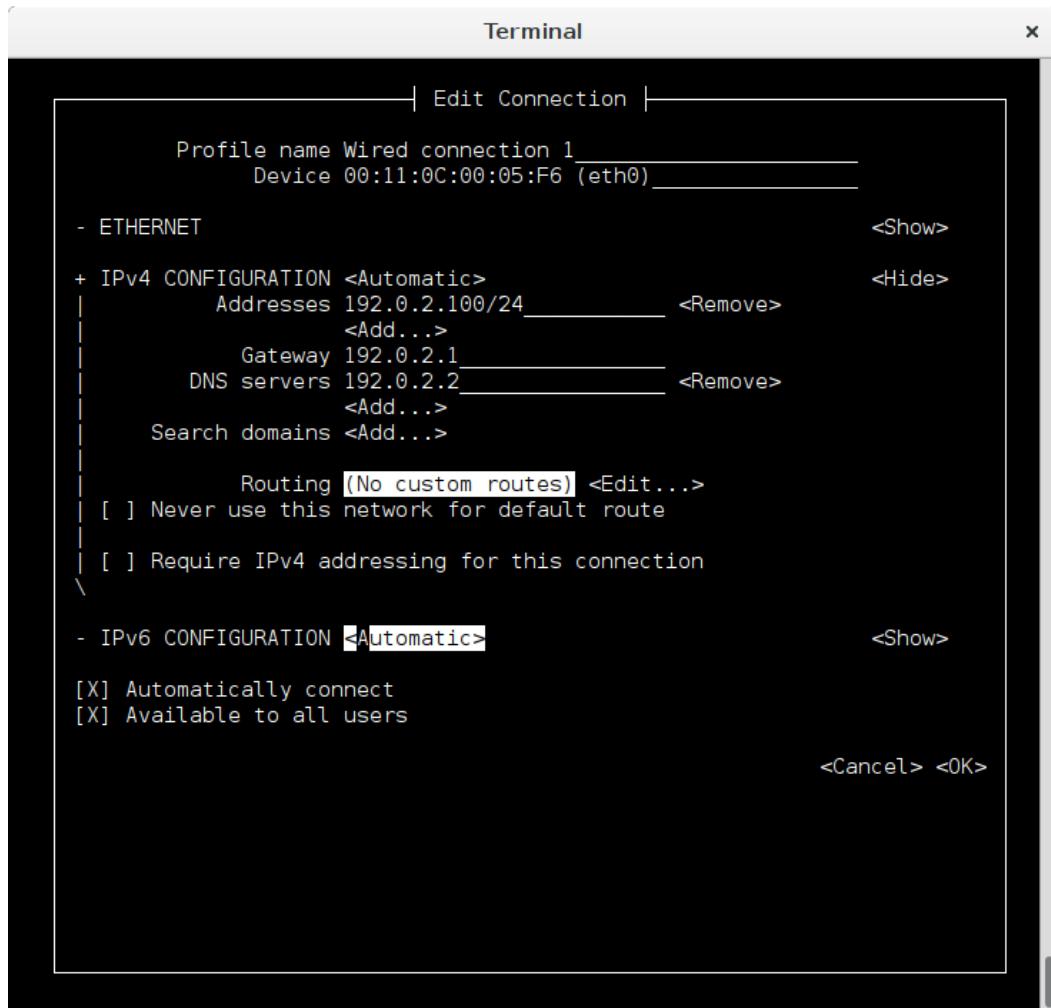 Terminal ×
Edit Connection
Profile name Wired connection 1
Device 00:11:0C:00:05:F6 (eth0)
- ETHERNET <Show>
+ IPv4 CONFIGURATION <Automatic> <Hide>
| Addresses 192.0.2.100/24 <Remove>
| <Add...>
| Gateway 192.0.2.1
| DNS servers 192.0.2.2 <Remove>
| <Add...>
| Search domains <Add...>
|
| Routing (No custom routes) <Edit...>
| [ ] Never use this network for default route
|
| [ ] Require IPv4 addressing for this connection
\
- IPv6 CONFIGURATION <Automatic> <Show>
[X] Automatically connect
[X] Available to all users
<Cancel> <OK>